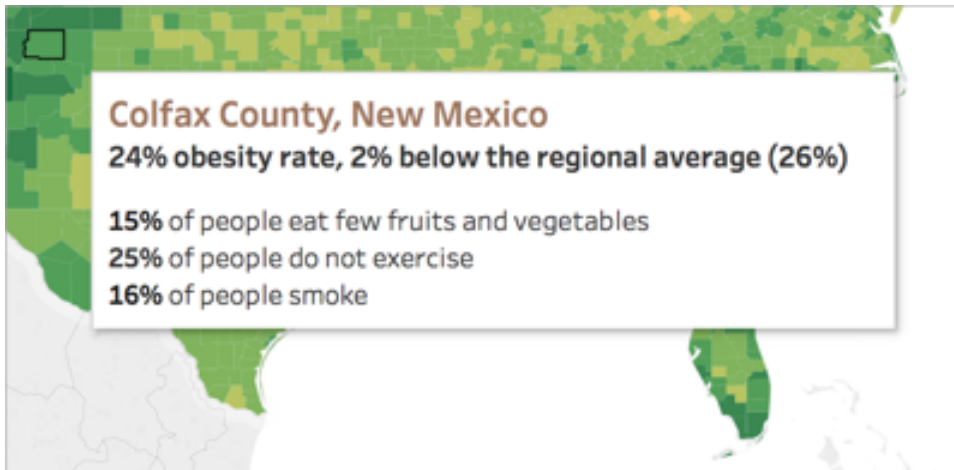 Colfax County, New Mexico
24% obesity rate, 2% below the regional average (26%)
15% of people eat few fruits and vegetables
25% of people do not exercise
16% of people smoke